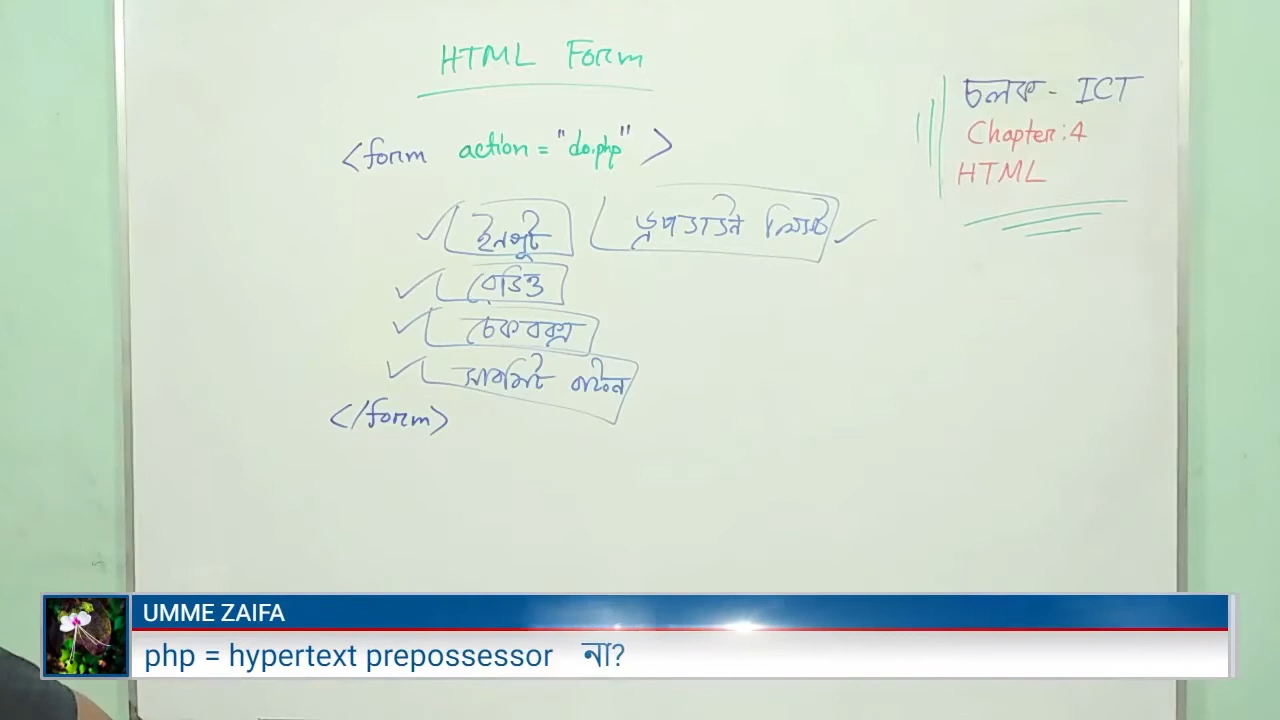 HTML Form
<form action = "do.php" >
ইনপুট ড্রপডাউন লিস্ট
রেডিও
চেকবক্স
সাবমিট বাটন
</form>
চলক - ICT
Chapter: 4
HTML
UMME ZAIFA
php = hypertext prepossessor না?